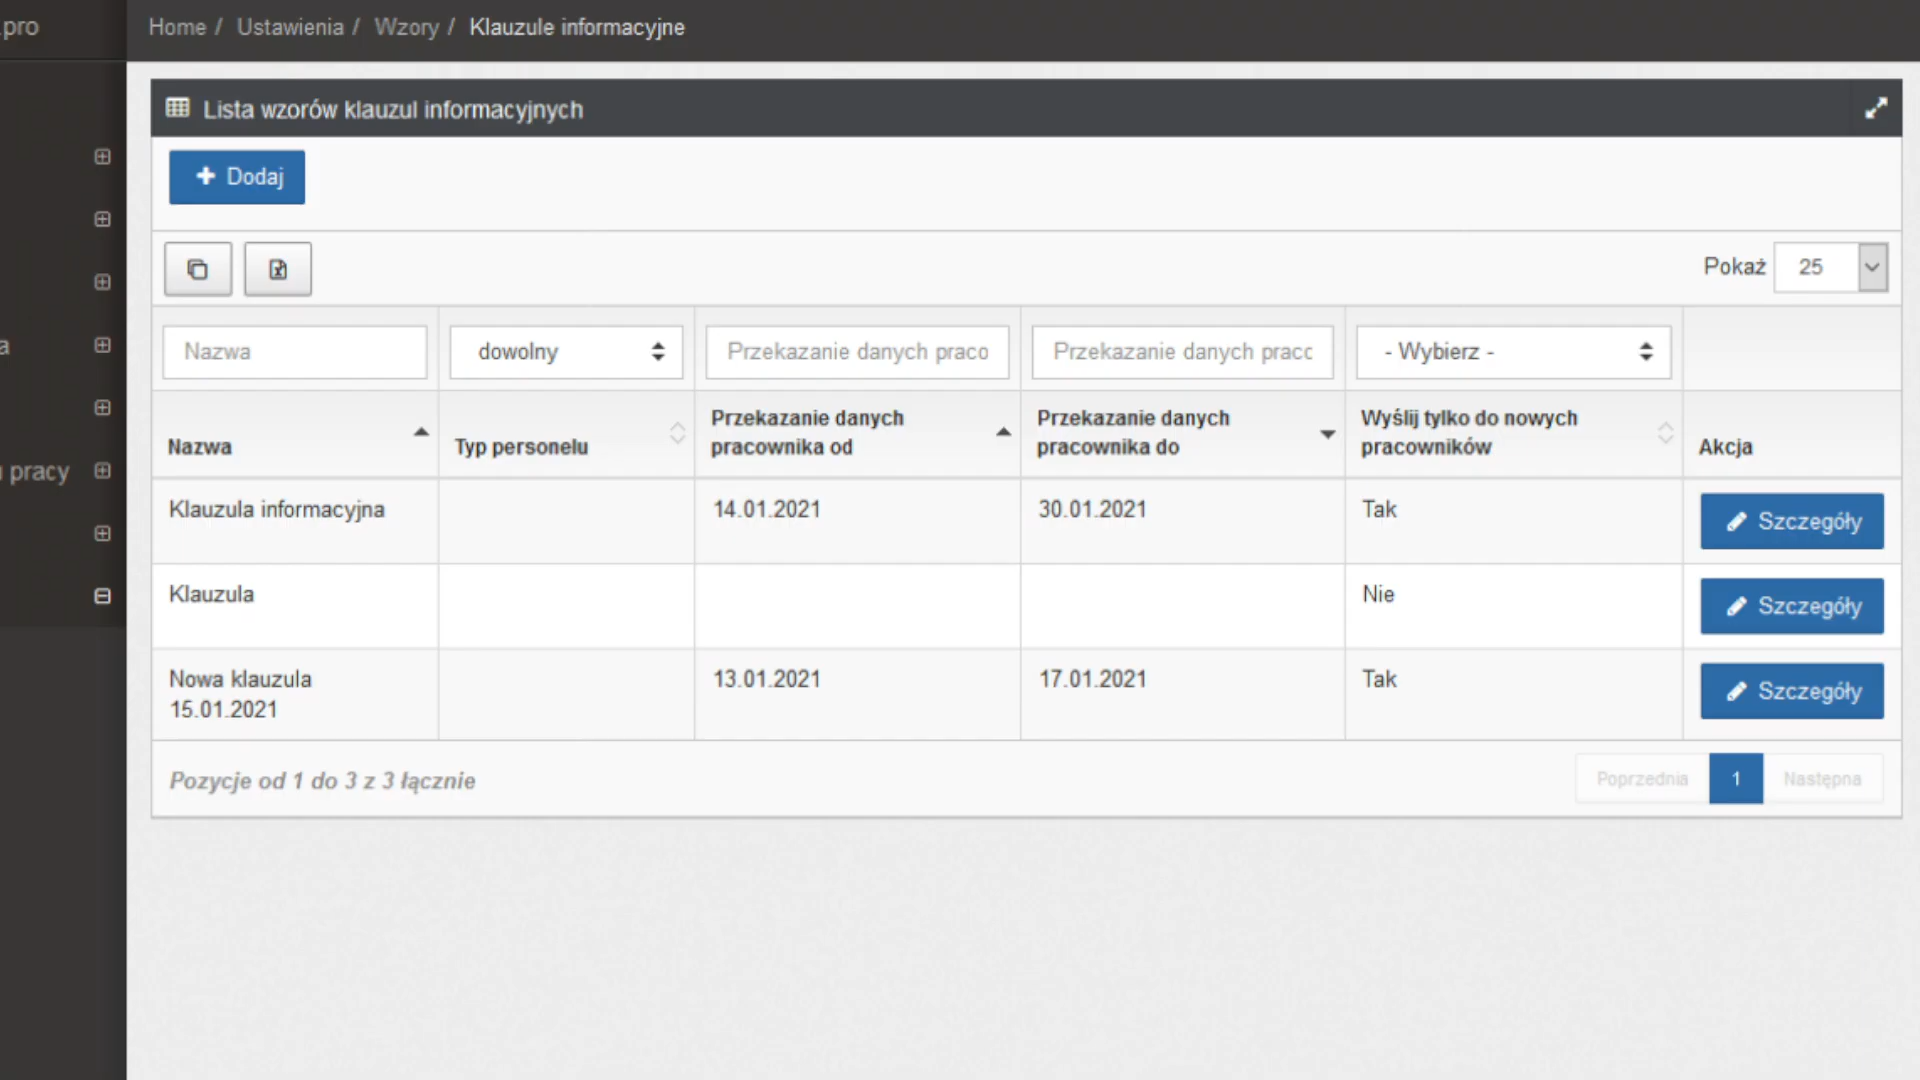 pro
Home / Ustawienia / Wzory / Klauzule informacyjne
Lista wzorów klauzul informacyjnych
Dodaj
Pokaż 25
Nazwa dowolny Przekazanie danych praco Przekazanie danych pracc - Wybierz -
Nazwa Typ personelu Przekazanie danych pracownika od Przekazanie danych pracownika do Wyślij tylko do nowych pracowników Akcja
Klauzula informacyjna 14.01.2021 30.01.2021 Tak Szczegóły
Klauzula Nie Szczegóły
Nowa klauzula 13.01.2021 17.01.2021 Tak Szczegóły
15.01.2021
a
pracy
Pozycje od 1 do 3 z 3 łącznie
Poprzednia 1 Następna